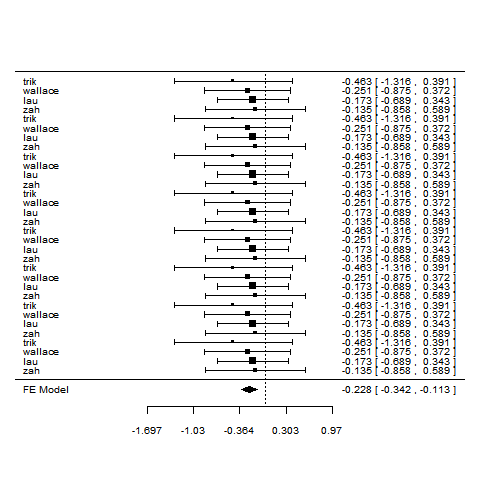 trik -0.463 [ -1.316 , 0.391 ]
wallace -0.251 [ -0.875 , 0.372 ]
lau -0.173 [ -0.689 , 0.343 ]
zah -0.135 [ -0.858 , 0.589 ]
trik -0.463 [ -1.316 , 0.391 ]
wallace -0.251 [ -0.875 , 0.372 ]
lau -0.173 [ -0.689 , 0.343 ]
zah -0.135 [ -0.858 , 0.589 ]
trik -0.463 [ -1.316 , 0.391 ]
wallace -0.251 [ -0.875 , 0.372 ]
lau -0.173 [ -0.689 , 0.343 ]
zah -0.135 [ -0.858 , 0.589 ]
trik -0.463 [ -1.316 , 0.391 ]
wallace -0.251 [ -0.875 , 0.372 ]
lau -0.173 [ -0.689 , 0.343 ]
zah -0.135 [ -0.858 , 0.589 ]
trik -0.463 [ -1.316 , 0.391 ]
wallace -0.251 [ -0.875 , 0.372 ]
lau -0.173 [ -0.689 , 0.343 ]
zah -0.135 [ -0.858 , 0.589 ]
trik -0.463 [ -1.316 , 0.391 ]
wallace -0.251 [ -0.875 , 0.372 ]
lau -0.173 [ -0.689 , 0.343 ]
zah -0.135 [ -0.858 , 0.589 ]
trik -0.463 [ -1.316 , 0.391 ]
wallace -0.251 [ -0.875 , 0.372 ]
lau -0.173 [ -0.689 , 0.343 ]
zah -0.135 [ -0.858 , 0.589 ]
trik -0.463 [ -1.316 , 0.391 ]
wallace -0.251 [ -0.875 , 0.372 ]
lau -0.173 [ -0.689 , 0.343 ]
zah -0.135 [ -0.858 , 0.589 ]
FE Model -0.228 [ -0.342 , -0.113 ]
-1.697 -1.03 -0.364 0.303 0.97